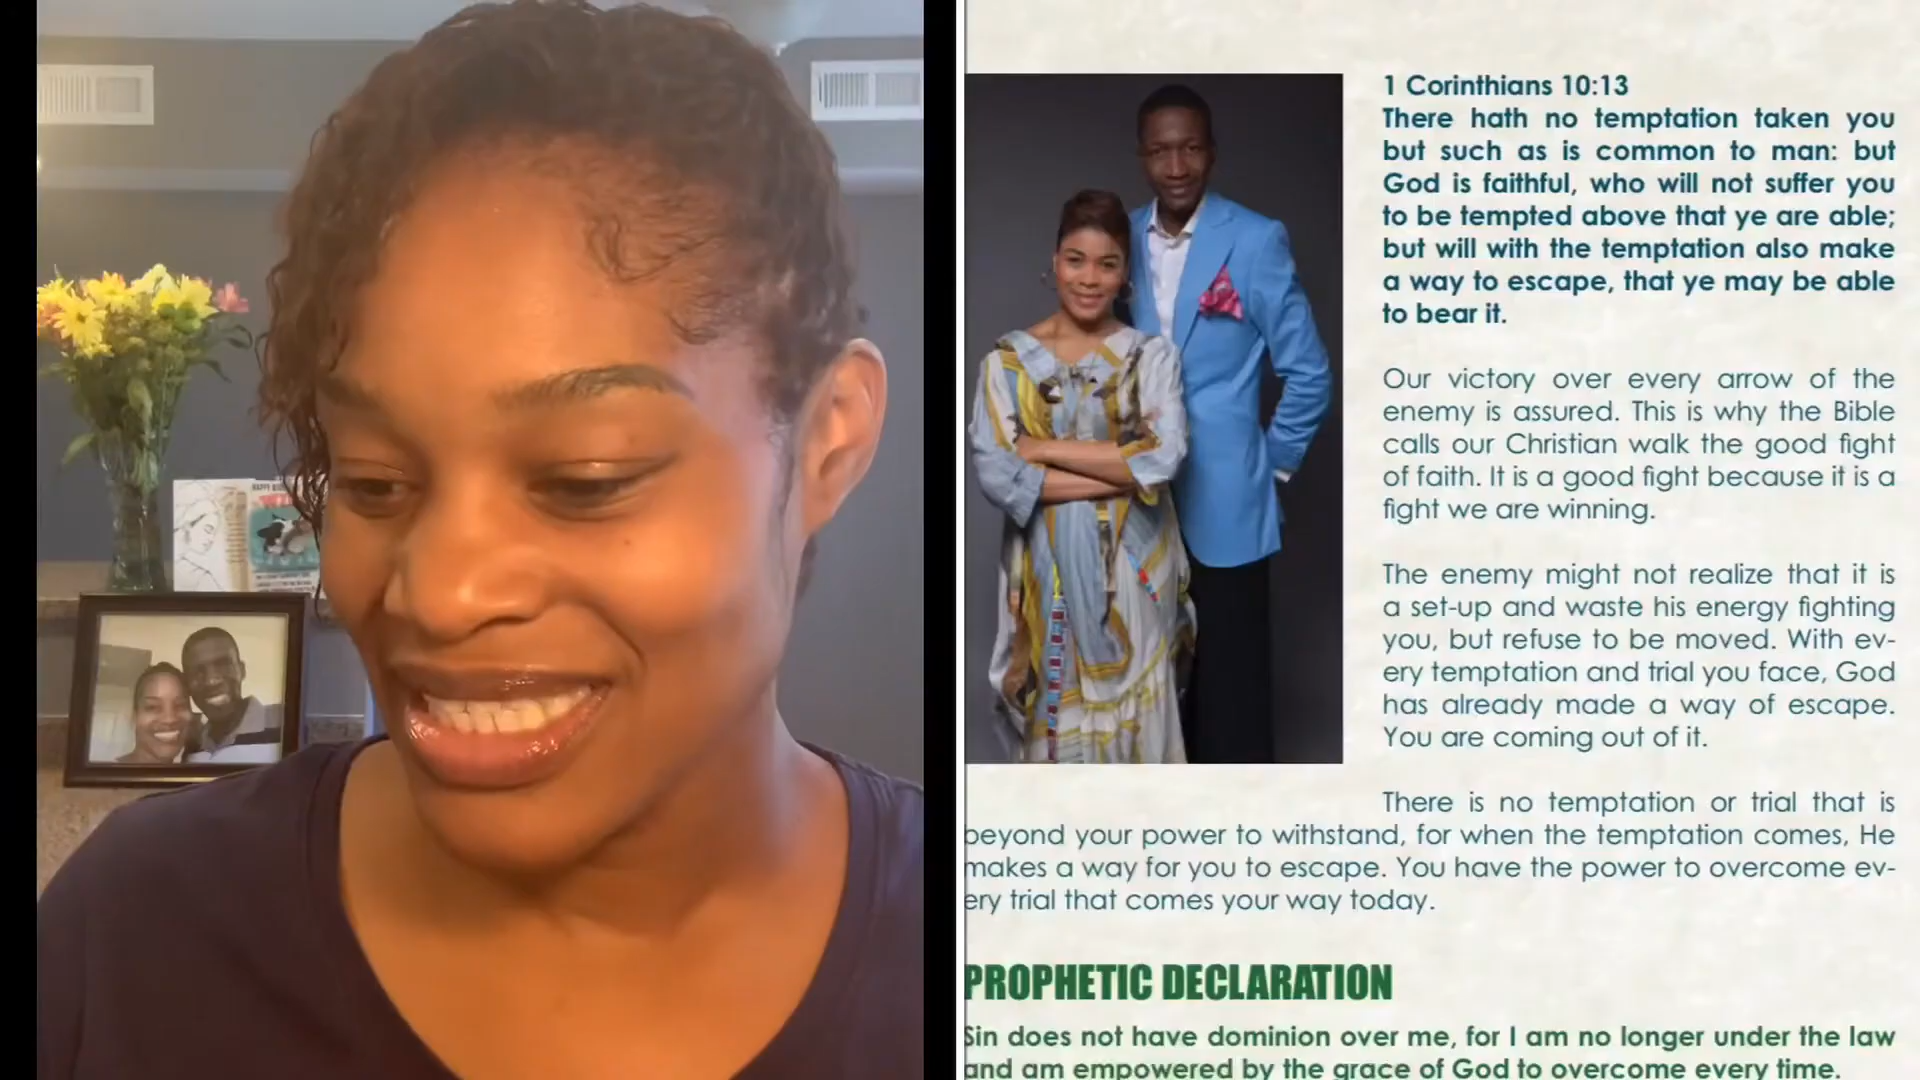 HAPPY
1 Corinthians 10:13
There hath no temptation taken you
but such as is common to man: but
God is faithful, who will not suffer you
to be tempted above that ye are able;
but will with the temptation also make
a way to escape, that ye may be able
to bear it.
Our victory over every arrow of the
enemy is assured. This is why the Bible
calls our Christian walk the good fight
of faith. It is a good fight because it is a
fight we are winning.
The enemy might not realize that it is
a set-up and waste his energy fighting
you, but refuse to be moved. With ev-
ery temptation and trial you face, God
has already made a way of escape.
You are coming out of it.
There is no temptation or trial that is
beyond your power to withstand, for when the temptation comes, He
makes a way for you to escape. You have the power to overcome ev-
ery trial that comes your way today.
PROPHETIC DECLARATION
Sin does not have dominion over me, for I am no longer under the law
and am empowered by the grace of God to overcome every time.